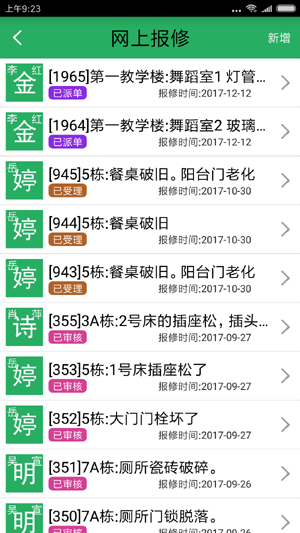 上午9:23
网上报修
新增
李 红
金
[1965]第一教学楼:舞蹈室1 灯管...
已派单
报修时间:2017-12-12
李 红
金
[1964]第一教学楼:舞蹈室2 玻璃...
已派单
报修时间:2017-12-12
岳
婷
[945]5栋:餐桌破旧。阳台门老化
已受理
报修时间:2017-10-30
岳
婷
[944]5栋:餐桌破旧
已受理
报修时间:2017-10-30
岳
婷
[943]5栋:餐桌破旧。阳台门老化
已受理
报修时间:2017-10-30
肖 萍
诗
[355]3A栋:2号床的插座松，插头...
已审核
报修时间:2017-09-27
岳
婷
[353]5栋:1号床插座松了
已审核
报修时间:2017-09-27
岳
婷
[352]5栋:大门门栓坏了
已审核
报修时间:2017-09-27
吴 宣
明
[351]7A栋:厕所瓷砖破碎。
已审核
报修时间:2017-09-26
吴 宣
明
[350]7A栋:厕所门锁脱落。
已审核
报修时间:2017-09-26